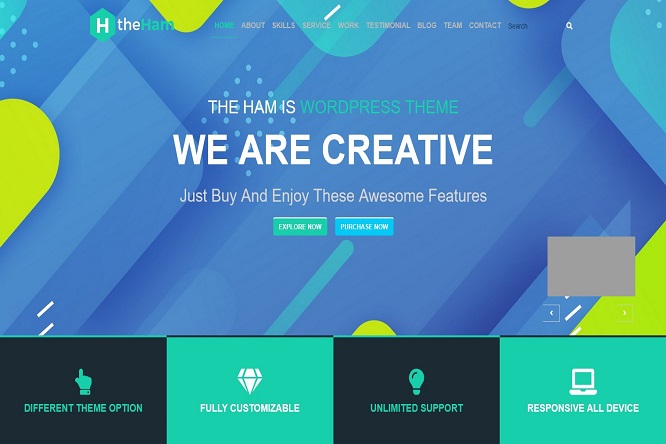 H theHam
HOME ABOUT SKILLS SERVICE WORK TESTIMONIAL BLOG TEAM CONTACT Search
THE HAM IS WORDPRESS THEME
WE ARE CREATIVE
Just Buy And Enjoy These Awesome Features
EXPLORE NOW PURCHASE NOW
DIFFERENT THEME OPTION FULLY CUSTOMIZABLE UNLIMITED SUPPORT RESPONSIVE ALL DEVICE